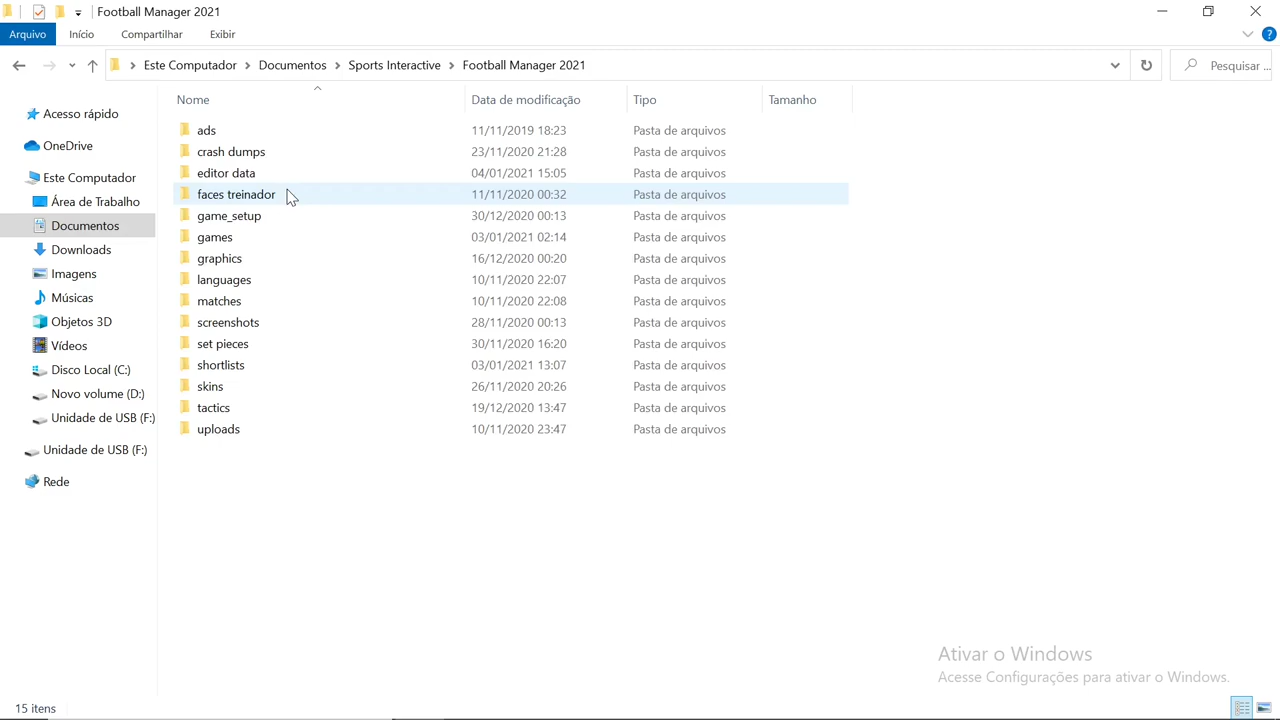 Football Manager 2021
Arquivo Início Compartilhar Exibir
Este Computador Documentos Sports Interactive Football Manager 2021 Pesquisar ...
Nome Data de modificação Tipo Tamanho
Acesso rápido
OneDrive
Este Computador
Área de Trabalho
Documentos
Downloads
Imagens
Músicas
Objetos 3D
Vídeos
Disco Local (C:)
Novo volume (D:)
Unidade de USB (F:)
Unidade de USB (F:)
Rede
ads 11/11/2019 18:23 Pasta de arquivos
crash dumps 23/11/2020 21:28 Pasta de arquivos
editor data 04/01/2021 15:05 Pasta de arquivos
faces treinador 11/11/2020 00:32 Pasta de arquivos
game_setup 30/12/2020 00:13 Pasta de arquivos
games 03/01/2021 02:14 Pasta de arquivos
graphics 16/12/2020 00:20 Pasta de arquivos
languages 10/11/2020 22:07 Pasta de arquivos
matches 10/11/2020 22:08 Pasta de arquivos
screenshots 28/11/2020 00:13 Pasta de arquivos
set pieces 30/11/2020 16:20 Pasta de arquivos
shortlists 03/01/2021 13:07 Pasta de arquivos
skins 26/11/2020 20:26 Pasta de arquivos
tactics 19/12/2020 13:47 Pasta de arquivos
uploads 10/11/2020 23:47 Pasta de arquivos
Ativar o Windows
Acesse Configurações para ativar o Windows.
15 itens